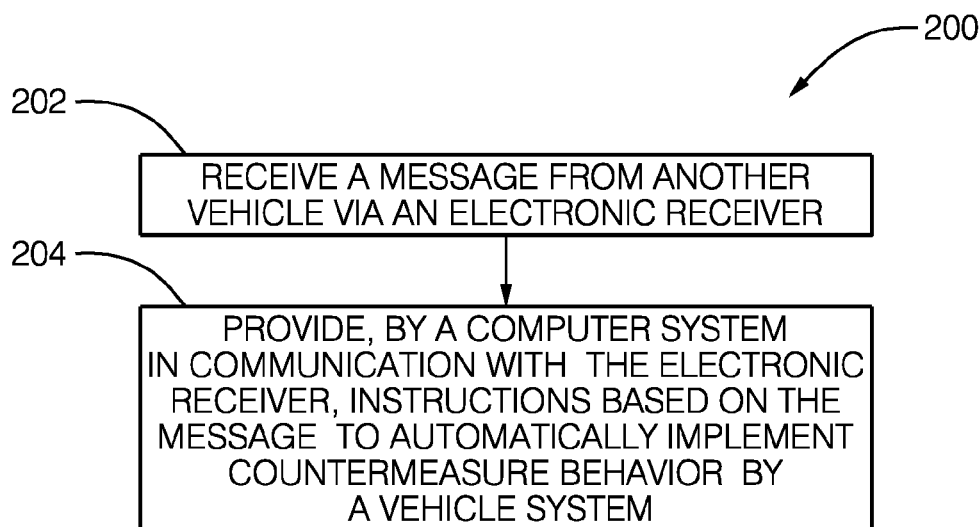 200
202
RECEIVE A MESSAGE FROM ANOTHER
VEHICLE VIA AN ELECTRONIC RECEIVER
204
PROVIDE, BY A COMPUTER SYSTEM
IN COMMUNICATION WITH THE ELECTRONIC
RECEIVER, INSTRUCTIONS BASED ON THE
MESSAGE TO AUTOMATICALLY IMPLEMENT
COUNTERMEASURE BEHAVIOR BY
A VEHICLE SYSTEM